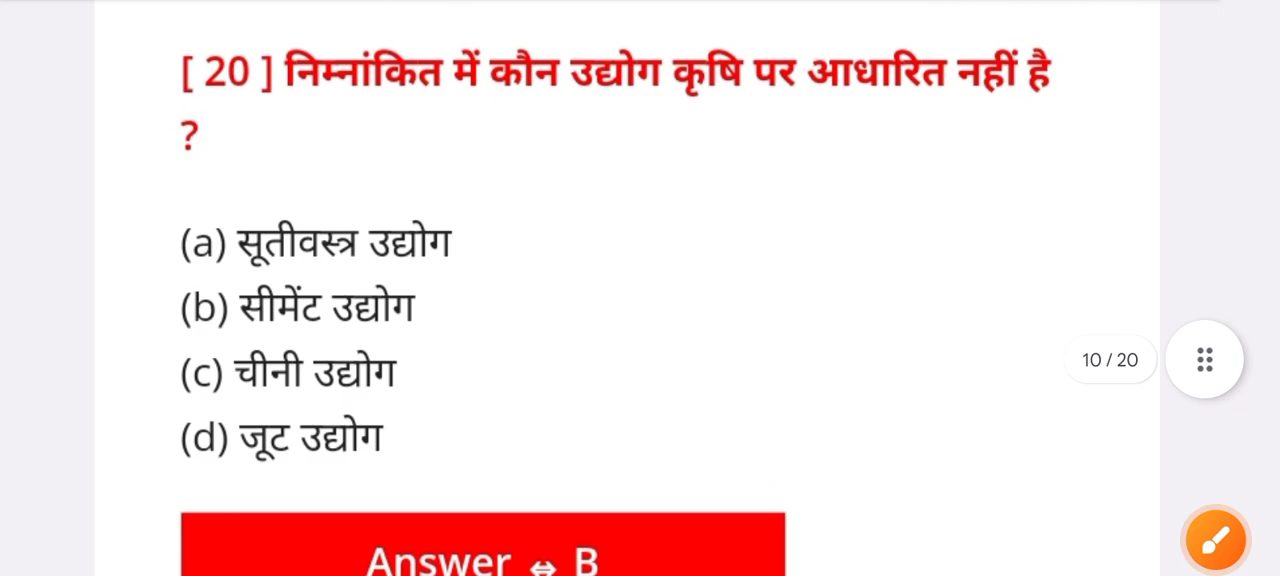 [ 20 ] निम्नांकित में कौन उद्योग कृषि पर आधारित नहीं है
?
(a) सूतीवस्त्र उद्योग
(b) सीमेंट उद्योग
(c) चीनी उद्योग
(d) जूट उद्योग
10 / 20
Answer ⇔ B